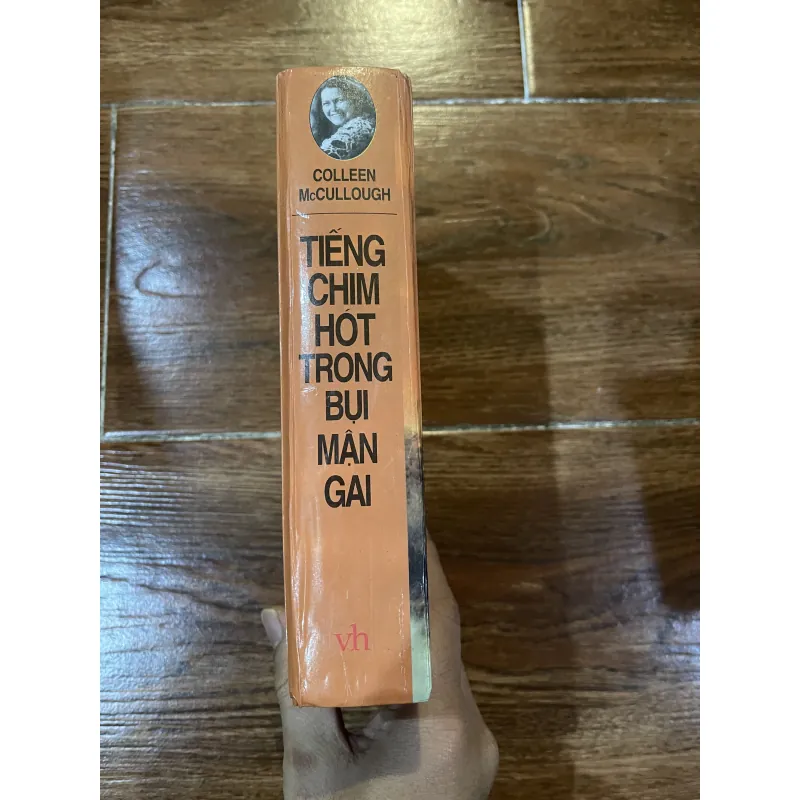 COLLEEN
McCULLOUGH
TIẾNG
CHIM
HÓT
TRONG
BỤI
MẬN
GAI
vh